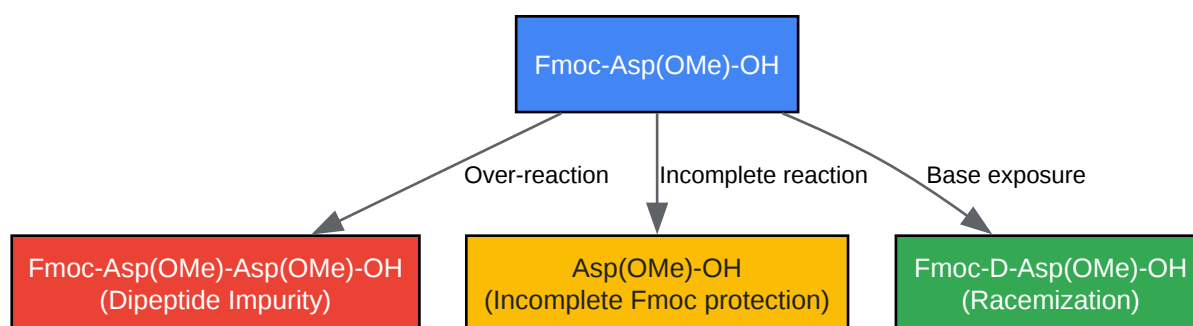 Fmoc-Asp(OMe)-OH
Over-reaction
Incomplete reaction
Base exposure
Fmoc-Asp(OMe)-Asp(OMe)-OH
(Dipeptide Impurity)
Asp(OMe)-OH
(Incomplete Fmoc protection)
Fmoc-D-Asp(OMe)-OH
(Racemization)